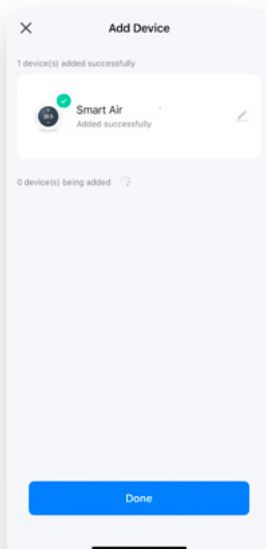 Add Device
1 device(s) added successfully
Smart Air
Added successfully
0 device(s) being added
Done